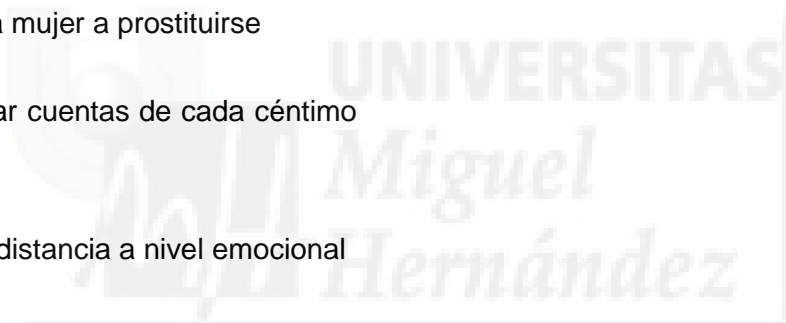 a mujer a prostituirse
UNIVERSITAS
ar cuentas de cada céntimo
Miguel
distancia a nivel emocional
Hernández